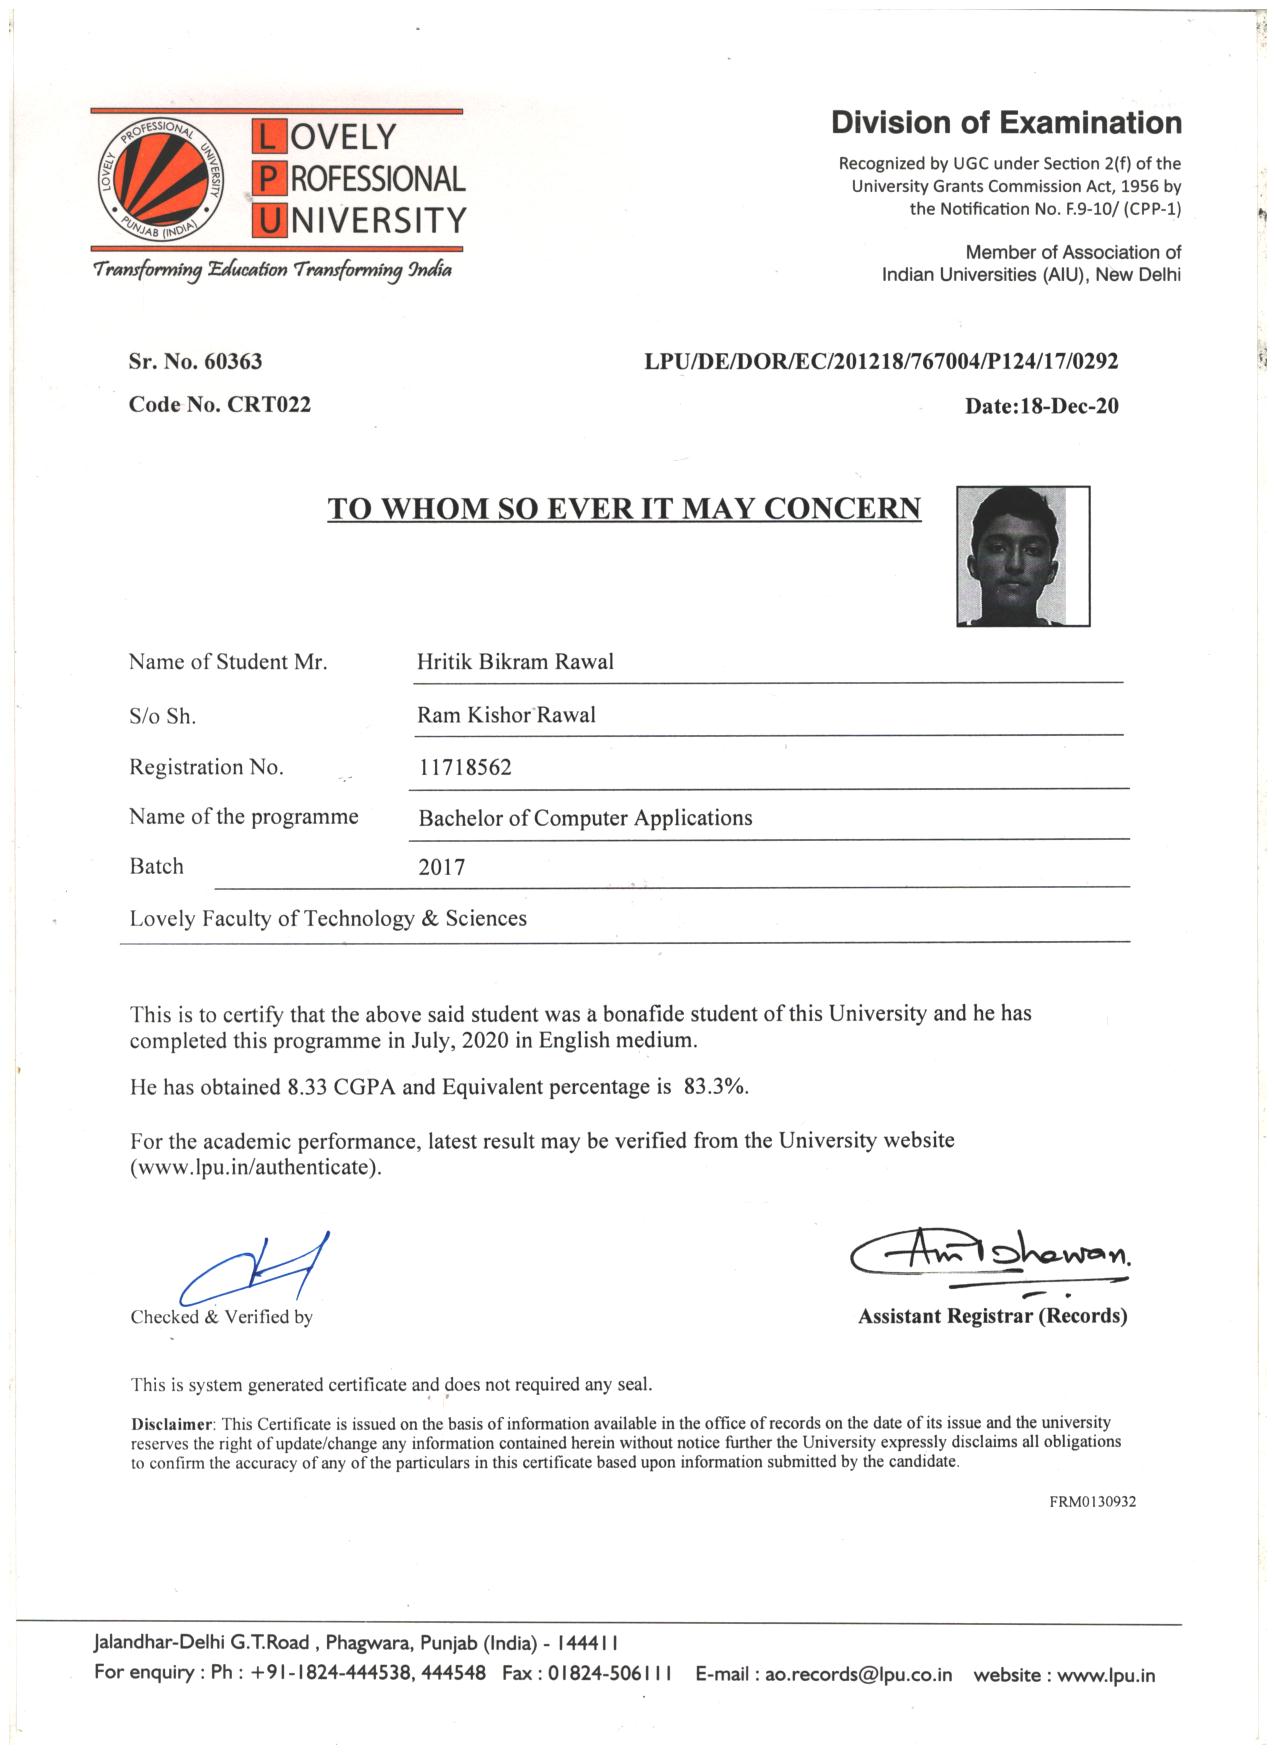 LOVELY PROFESSIONAL UNIVERSITY
PUNJAB (INDIA)
LOVELY
PROFESSIONAL
UNIVERSITY
Transforming Education Transforming India
Division of Examination
Recognized by UGC under Section 2(f) of the
University Grants Commission Act, 1956 by
the Notification No. F.9-10/ (CPP-1)
Member of Association of
Indian Universities (AIU), New Delhi
Sr. No. 60363 LPU/DE/DOR/EC/201218/767004/P124/17/0292
Code No. CRT022 Date:18-Dec-20
TO WHOM SO EVER IT MAY CONCERN
Name of Student Mr. Hritik Bikram Rawal
S/o Sh. Ram Kishor Rawal
Registration No. 11718562
Name of the programme Bachelor of Computer Applications
Batch 2017
Lovely Faculty of Technology & Sciences
This is to certify that the above said student was a bonafide student of this University and he has
completed this programme in July, 2020 in English medium.
He has obtained 8.33 CGPA and Equivalent percentage is 83.3%.
For the academic performance, latest result may be verified from the University website
(www.lpu.in/authenticate).
Checked & Verified by Assistant Registrar (Records)
This is system generated certificate and does not required any seal.
Disclaimer: This Certificate is issued on the basis of information available in the office of records on the date of its issue and the university
reserves the right of update/change any information contained herein without notice further the University expressly disclaims all obligations
to confirm the accuracy of any of the particulars in this certificate based upon information submitted by the candidate.
FRM0130932
Jalandhar-Delhi G.T.Road , Phagwara, Punjab (India) - 144411
For enquiry : Ph : +91-1824-444538, 444548 Fax : 01824-506111 E-mail : ao.records@lpu.co.in website : www.lpu.in